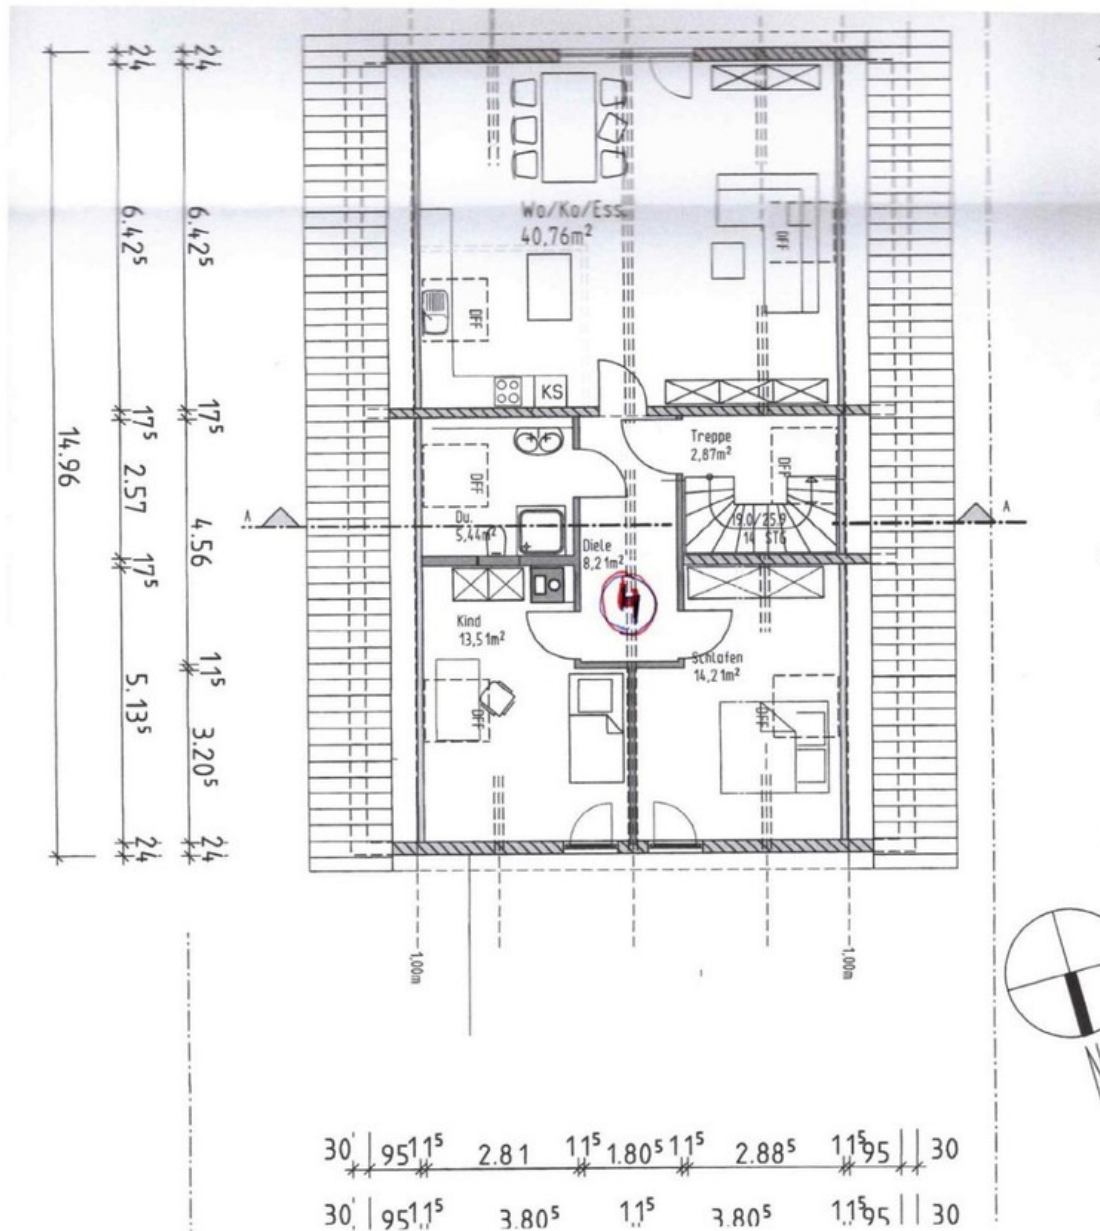 24
24
6.42⁵
6.42⁵
17⁵
17⁵
14.96
2.57
4.56
17⁵
11⁵
5.13⁵
3.20⁵
24
24
Wo/Ko/Ess.
40,76m²
DFF
DFF
KS
Treppe
2,87m²
DFF
DFF
A
19.0/25.9
14 STG
A
Du.
5,44m²
Diele
8,21m²
Kind
13,51m²
Schlafen
14,21m²
DFF
DFF
1,00m
1,00m
30
95
11⁵
2.81
11⁵
1.80⁵
11⁵
2.88⁵
11⁵
95
30
30
95
11⁵
3.80⁵
11⁵
3.80⁵
11⁵
95
30